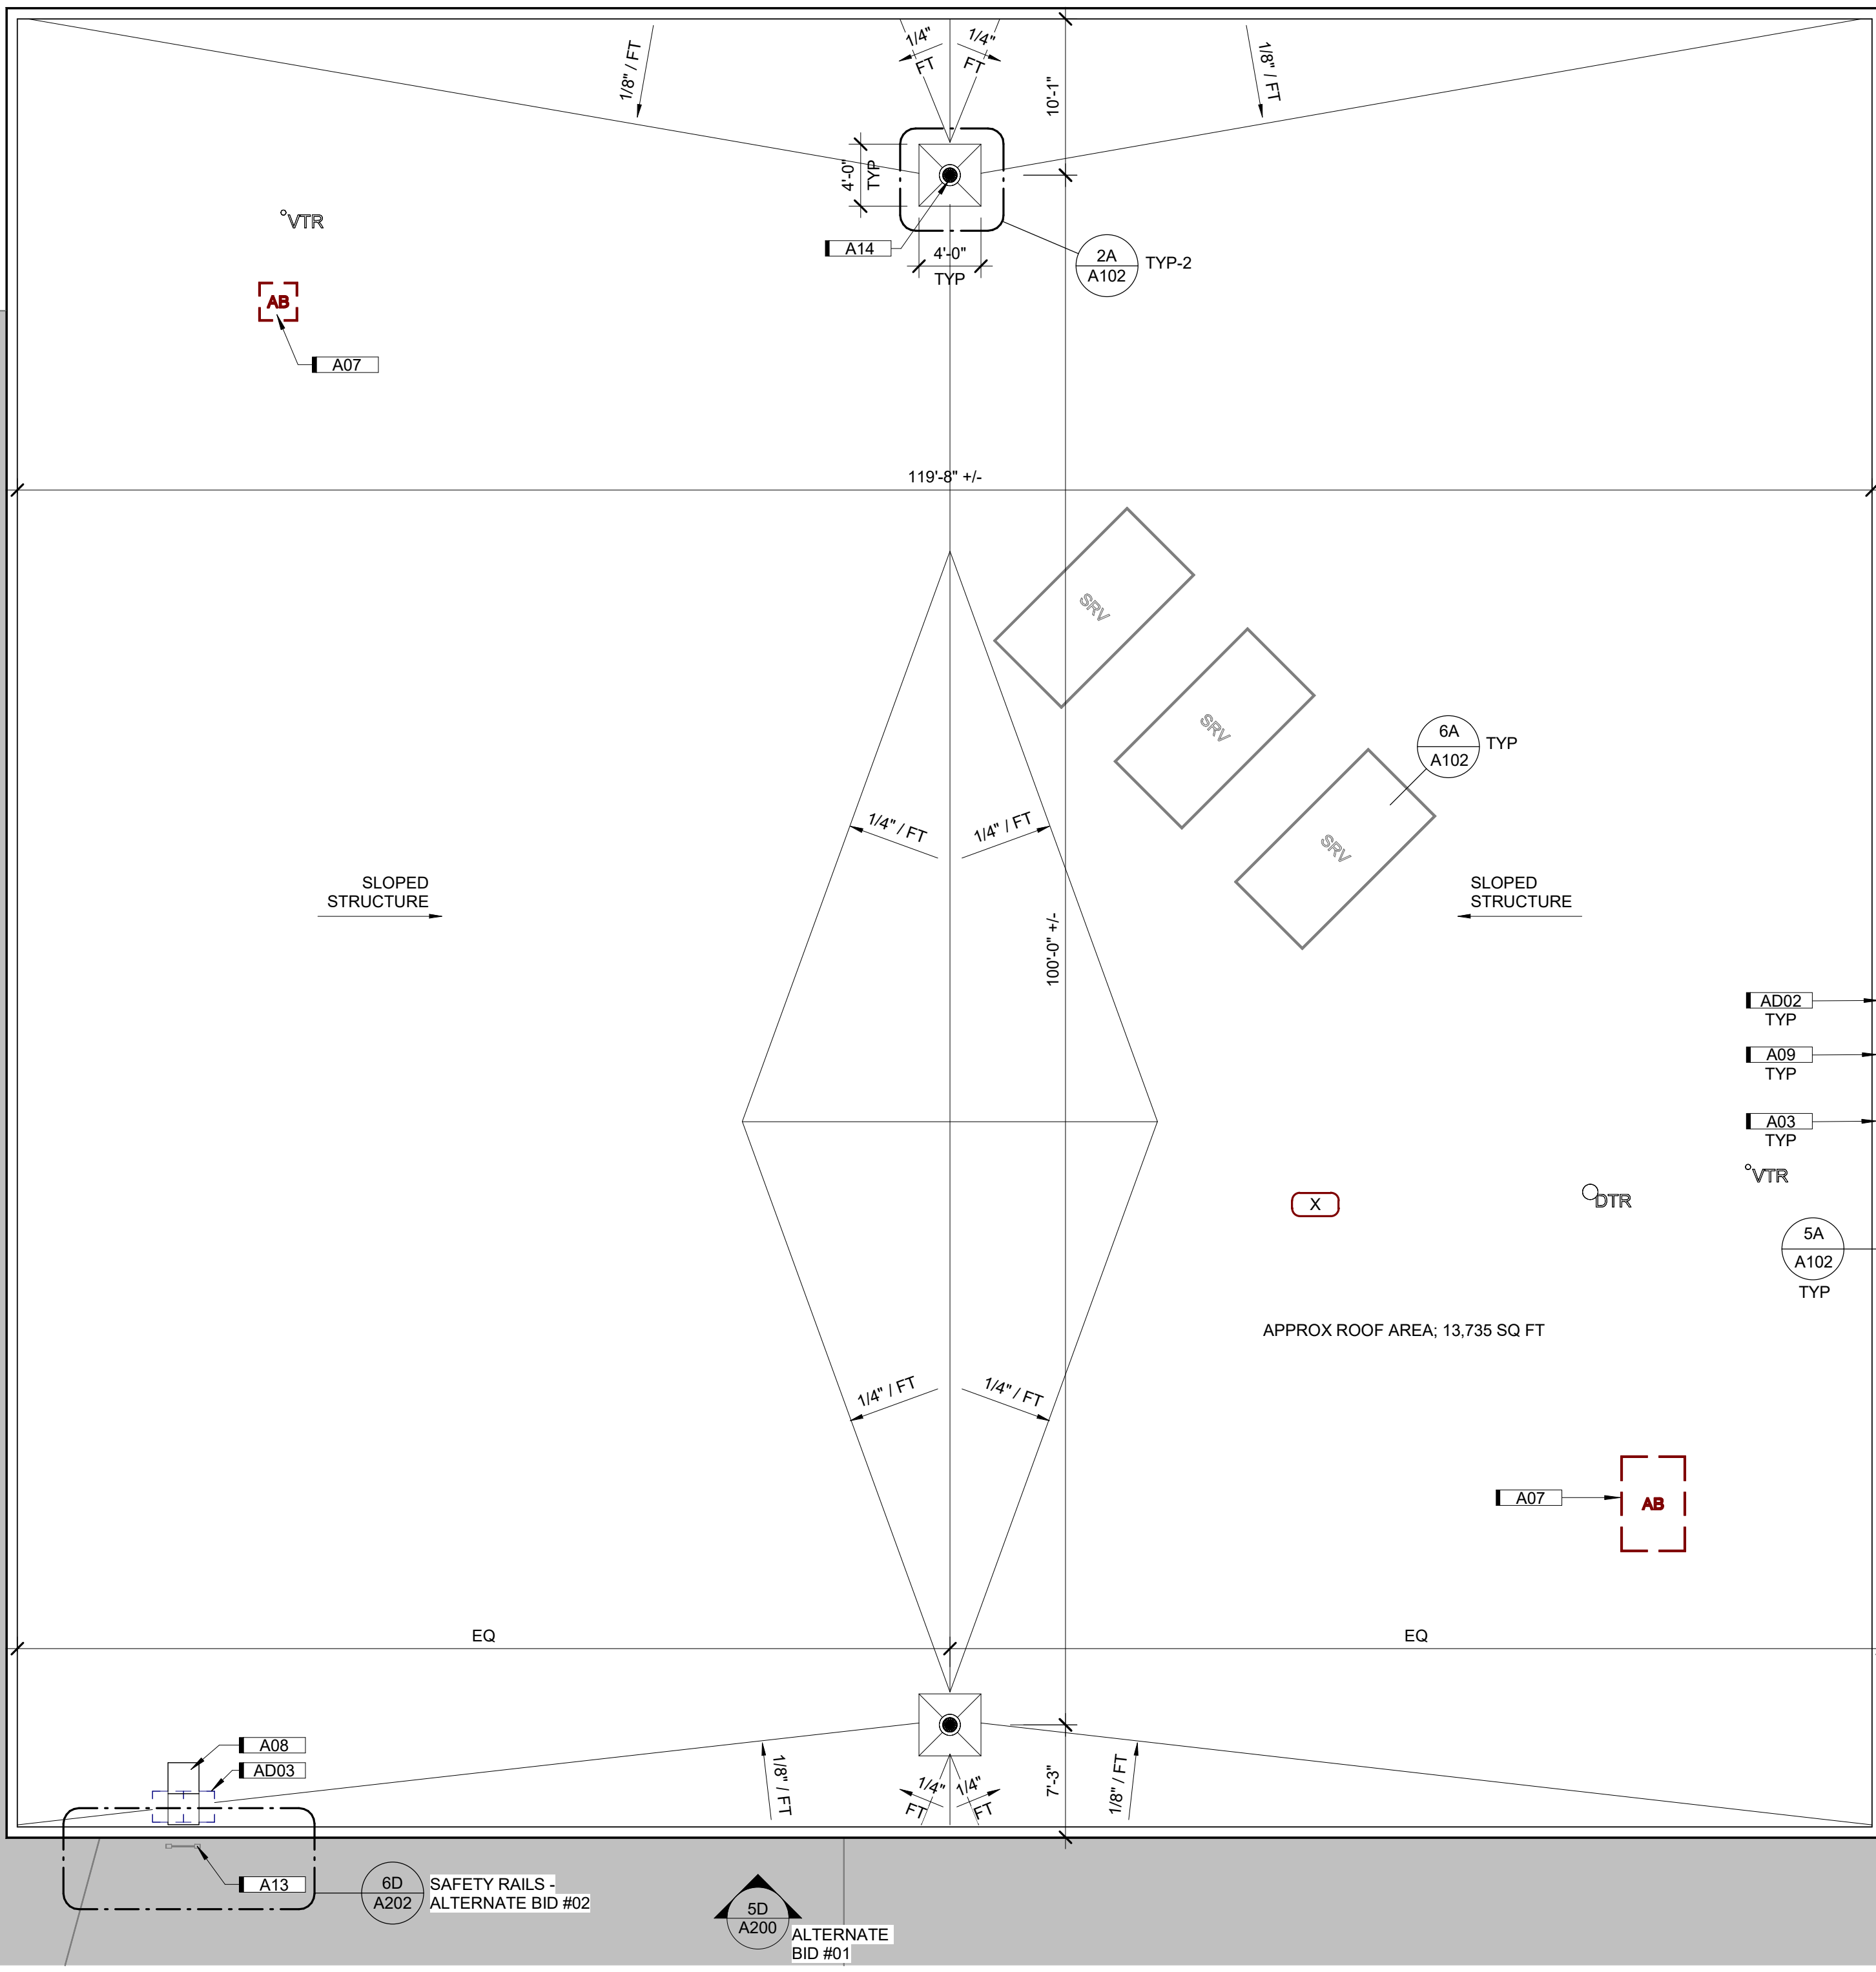 1/8" / FT
1/4"
FT
1/4"
FT
1/8" / FT
10'-1"
4'-0"
TYP
VTR
A14
4'-0"
TYP
2A
A102
TYP-2
AB
A07
119'-8" +/-
SRV
SRV
SRV
6A
A102
TYP
1/4" / FT
1/4" / FT
SLOPED
STRUCTURE
SLOPED
STRUCTURE
100'-0" +/-
AD02
TYP
A09
TYP
A03
TYP
VTR
X
DTR
5A
A102
TYP
APPROX ROOF AREA; 13,735 SQ FT
1/4" / FT
1/4" / FT
A07
AB
EQ
EQ
A08
AD03
1/8" / FT
1/4"
FT
1/4"
FT
7'-3"
1/8" / FT
A13
6D
A202
SAFETY RAILS -
ALTERNATE BID #02
5D
A200
ALTERNATE
BID #01